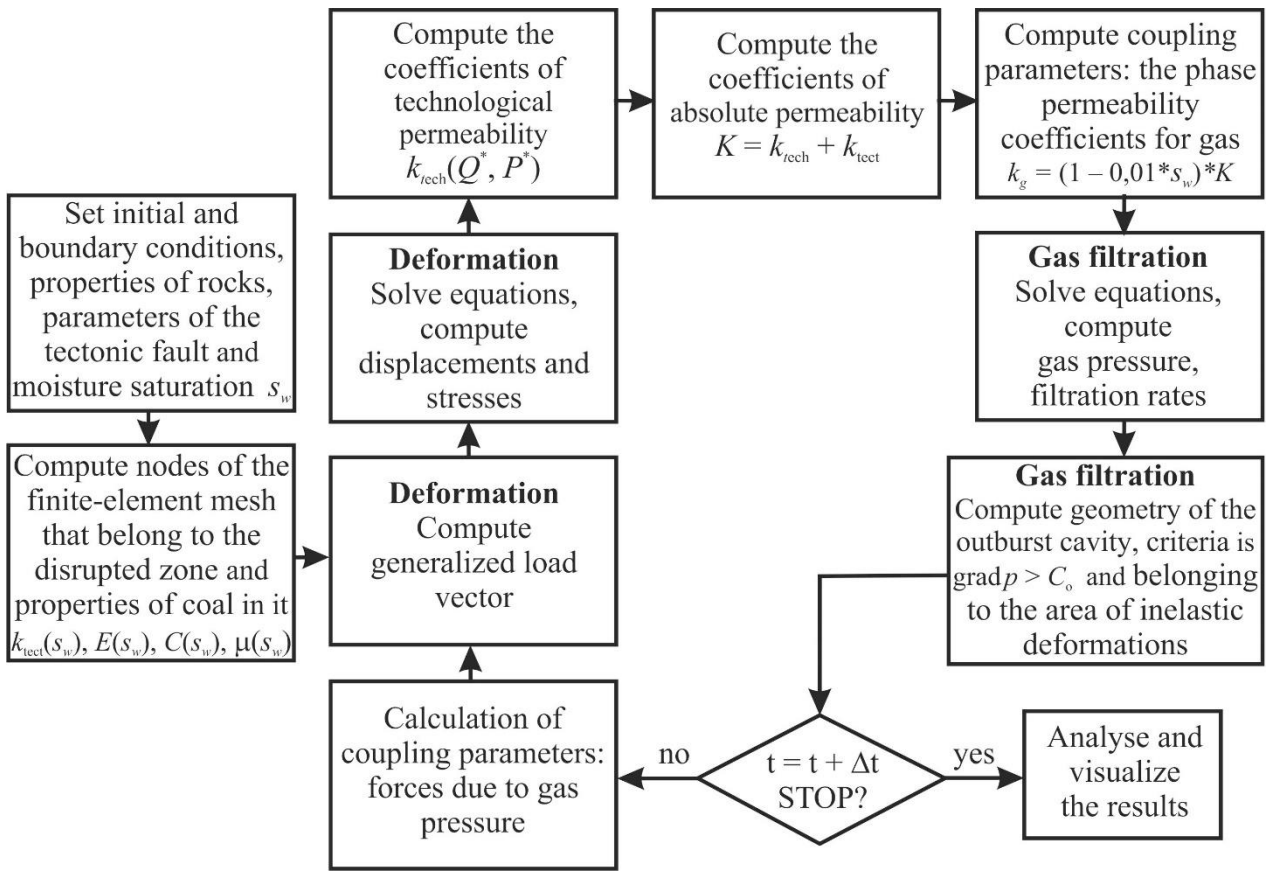 Set initial and
boundary conditions,
properties of rocks,
parameters of the
tectonic fault and
moisture saturation s_w
Compute nodes of the
finite-element mesh
that belong to the
disrupted zone and
properties of coal in it
k_tect(s_w), E(s_w), C(s_w), μ(s_w)
Compute the
coefficients of
technological
permeability
k_tech(Q*, P*)
Deformation
Solve equations,
compute
displacements and
stresses
Deformation
Compute
generalized load
vector
Calculation of
coupling parameters:
forces due to gas
pressure
Compute the
coefficients of
absolute permeability
K = k_tech + k_tect
Compute coupling
parameters: the phase
permeability
coefficients for gas
k_g = (1 – 0,01*s_w)*K
Gas filtration
Solve equations,
compute
gas pressure,
filtration rates
Gas filtration
Compute geometry of the
outburst cavity, criteria is
grad p > C_o and belonging
to the area of inelastic
deformations
no
t = t + Δt
STOP?
yes
Analyse and
visualize
the results